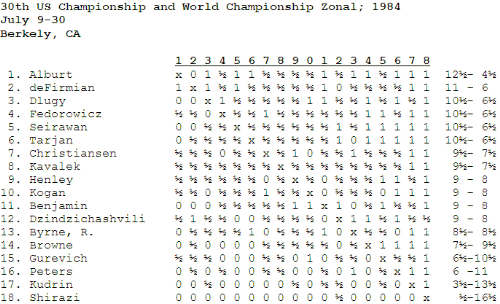 30th US Championship and World Championship Zonal; 1984
July 9-30
Berkely, CA
1 2 3 4 5 6 7 8 9 0 1 2 3 4 5 6 7 8
1. Alburt x 0 1 ½ 1 1 ½ ½ ½ ½ 1 ½ 1 1 ½ 1 1 1 12½- 4½
2. deFirmian 1 x 1 ½ 1 ½ ½ ½ ½ ½ 1 0 ½ ½ ½ ½ 1 1 11 - 6
3. Dlugy 0 0 x 1 ½ ½ ½ ½ ½ 1 1 ½ ½ 1 ½ 1 ½ 1 10½- 6½
4. Fedorowicz ½ ½ 0 x ½ ½ 1 ½ ½ ½ ½ ½ ½ 1 1 ½ 1 1 10½- 6½
5. Seirawan 0 0 ½ ½ x ½ ½ ½ ½ ½ ½ 1 ½ 1 1 1 1 1 10½- 6½
6. Tarjan 0 ½ ½ ½ ½ x ½ ½ ½ ½ ½ 1 0 1 1 1 1 1 10½- 6½
7. Christiansen ½ ½ ½ 0 ½ ½ x ½ 1 0 ½ ½ 1 ½ ½ ½ 1 1 9½- 7½
8. Kavalek ½ ½ ½ ½ ½ ½ ½ x ½ ½ ½ ½ ½ ½ ½ ½ 1 1 9½- 7½
9. Henley ½ ½ ½ ½ ½ ½ 0 ½ x ½ 0 ½ ½ ½ 1 1 ½ 1 9 - 8
10. Kogan ½ ½ 0 ½ ½ ½ 1 ½ ½ x 0 ½ ½ ½ 0 1 1 1 9 - 8
11. Benjamin 0 0 0 ½ ½ ½ ½ ½ 1 1 x 1 0 ½ 1 ½ ½ 1 9 - 8
12. Dzindzichashvili ½ 1 ½ ½ 0 0 ½ ½ ½ ½ 0 x 1 1 ½ 1 ½ ½ 9 - 8
13. Byrne, R. 0 ½ ½ ½ ½ 1 0 ½ ½ ½ 1 0 x ½ ½ 0 1 1 8½- 8½
14. Browne 0 ½ 0 0 0 0 ½ ½ ½ ½ ½ 0 ½ x 1 1 1 1 7½- 9½
15. Gurevich ½ ½ ½ 0 0 0 ½ ½ 0 1 0 ½ ½ 0 x ½ ½ 1 6½-10½
16. Peters 0 ½ 0 ½ 0 0 ½ ½ 0 0 ½ 0 1 0 ½ x 1 1 6 -11
17. Kudrin 0 0 ½ 0 0 0 0 0 ½ 0 ½ ½ 0 0 ½ 0 x 1 3½-13½
18. Shirazi 0 0 0 0 0 0 0 0 0 0 0 ½ 0 0 0 0 0 x ½-16½